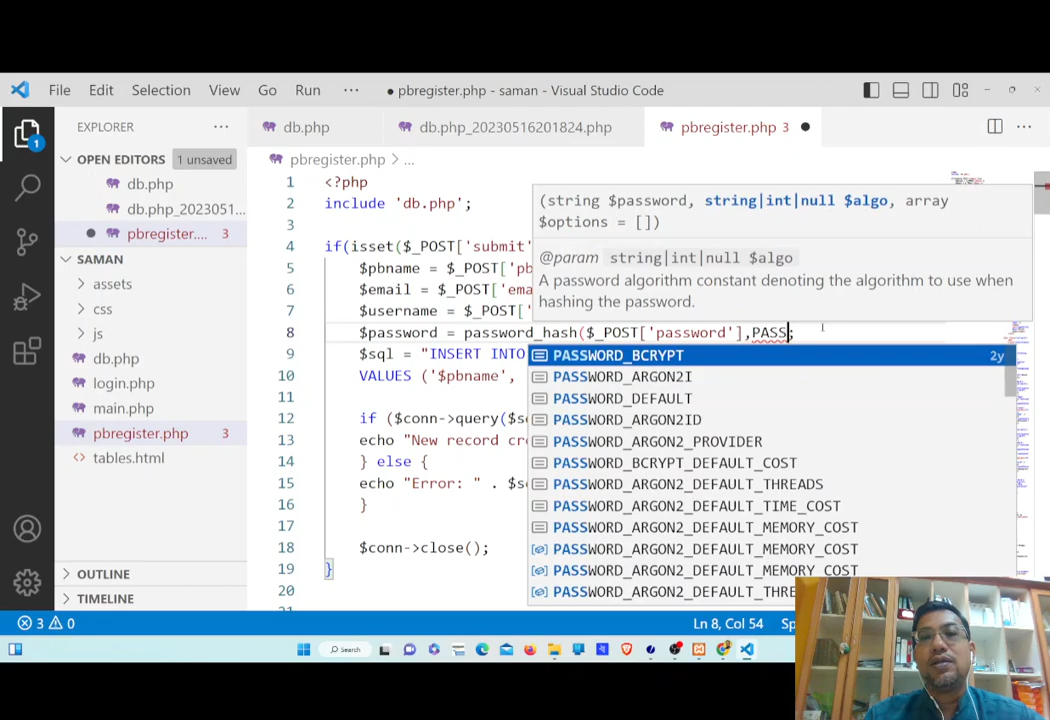 File Edit Selection View Go Run ··· ● pbregister.php - saman - Visual Studio Code
EXPLORER ···
db.php
db.php_20230516201824.php
pbregister.php 3 ●
OPEN EDITORS 1 unsaved
db.php
db.php_2023051...
pbregister.... 3
SAMAN
assets
css
js
db.php
login.php
main.php
pbregister.php 3
tables.html
OUTLINE
TIMELINE
1
pbregister.php > ...
1 <?php
2 include 'db.php';
3
4 if(isset($_POST['submit'
5 $pbname = $_POST['pb
6 $email = $_POST['ema
7 $username = $_POST['
8 $password = password_hash($_POST['password'],PASS;
9 $sql = "INSERT INTO
10 VALUES ('$pbname',
11
12 if ($conn->query($s
13 echo "New record cr
14 } else {
15 echo "Error: " . $s
16 }
17
18 $conn->close();
19 }
20
(string $password, string|int|null $algo, array
$options = [])
@param string|int|null $algo
A password algorithm constant denoting the algorithm to use when
hashing the password.
PASSWORD_BCRYPT 2y
PASSWORD_ARGON2I
PASSWORD_DEFAULT
PASSWORD_ARGON2ID
PASSWORD_ARGON2_PROVIDER
PASSWORD_BCRYPT_DEFAULT_COST
PASSWORD_ARGON2_DEFAULT_THREADS
PASSWORD_ARGON2_DEFAULT_TIME_COST
PASSWORD_ARGON2_DEFAULT_MEMORY_COST
PASSWORD_ARGON2_DEFAULT_MEMORY_COST
PASSWORD_ARGON2_DEFAULT_MEMORY_COST
PASSWORD_ARGON2_DEFAULT_THRE
3 0 Ln 8, Col 54 Sp
Search